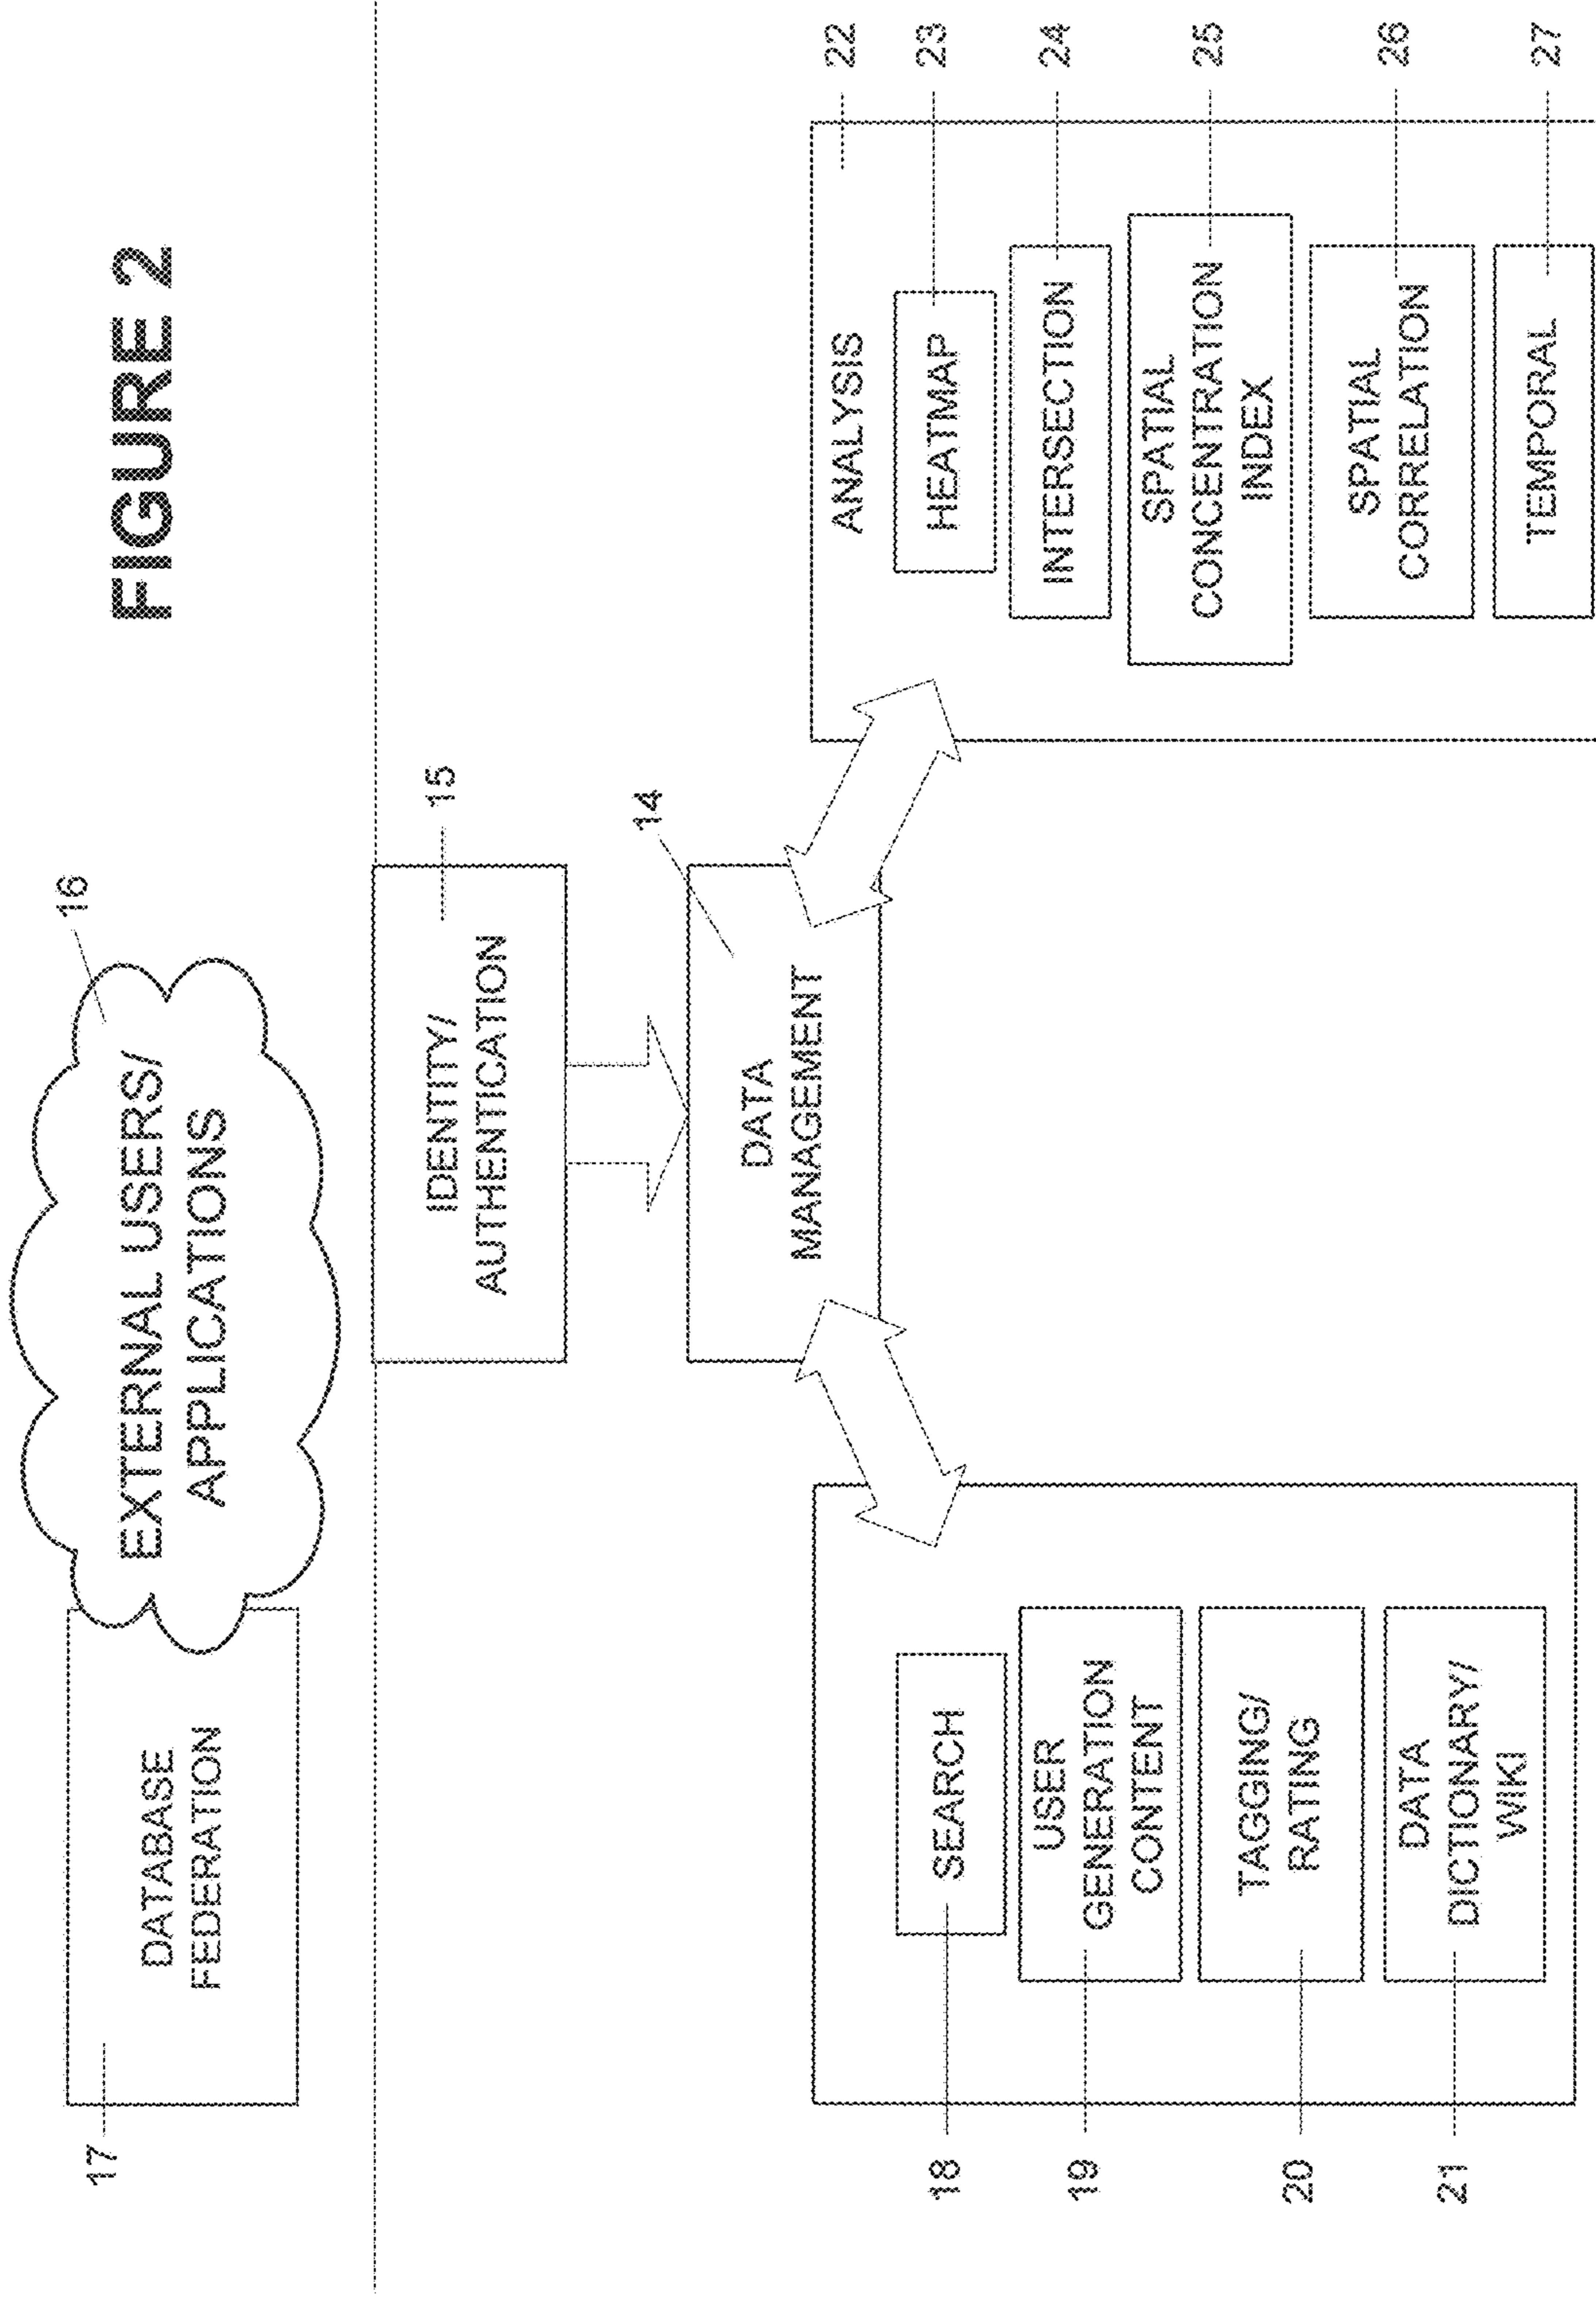 FIGURE 2
16
EXTERNAL USERS/
APPLICATIONS
17
DATABASE
FEDERATION
15
IDENTITY/
AUTHENTICATION
14
DATA
MANAGEMENT
18
SEARCH
19
USER
GENERATION
CONTENT
20
TAGGING/
RATING
21
DATA
DICTIONARY/
WIKI
ANALYSIS
22
HEATMAP
23
INTERSECTION
24
SPATIAL
CONCENTRATION
INDEX
25
SPATIAL
CORRELATION
26
TEMPORAL
27